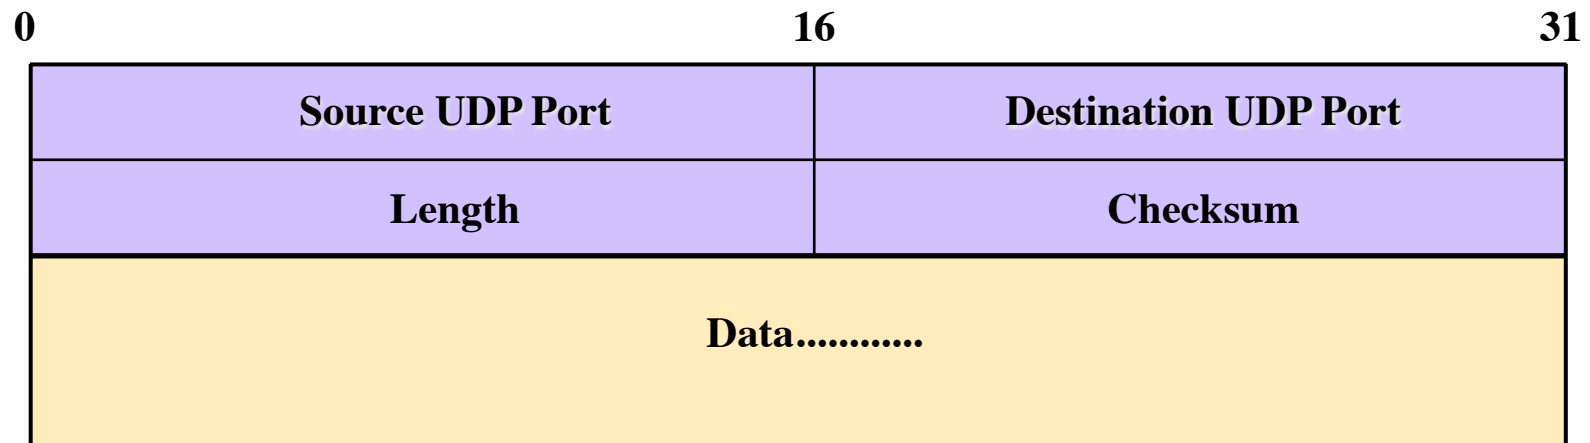 0 16 31
Source UDP Port Destination UDP Port
Length Checksum
Data............